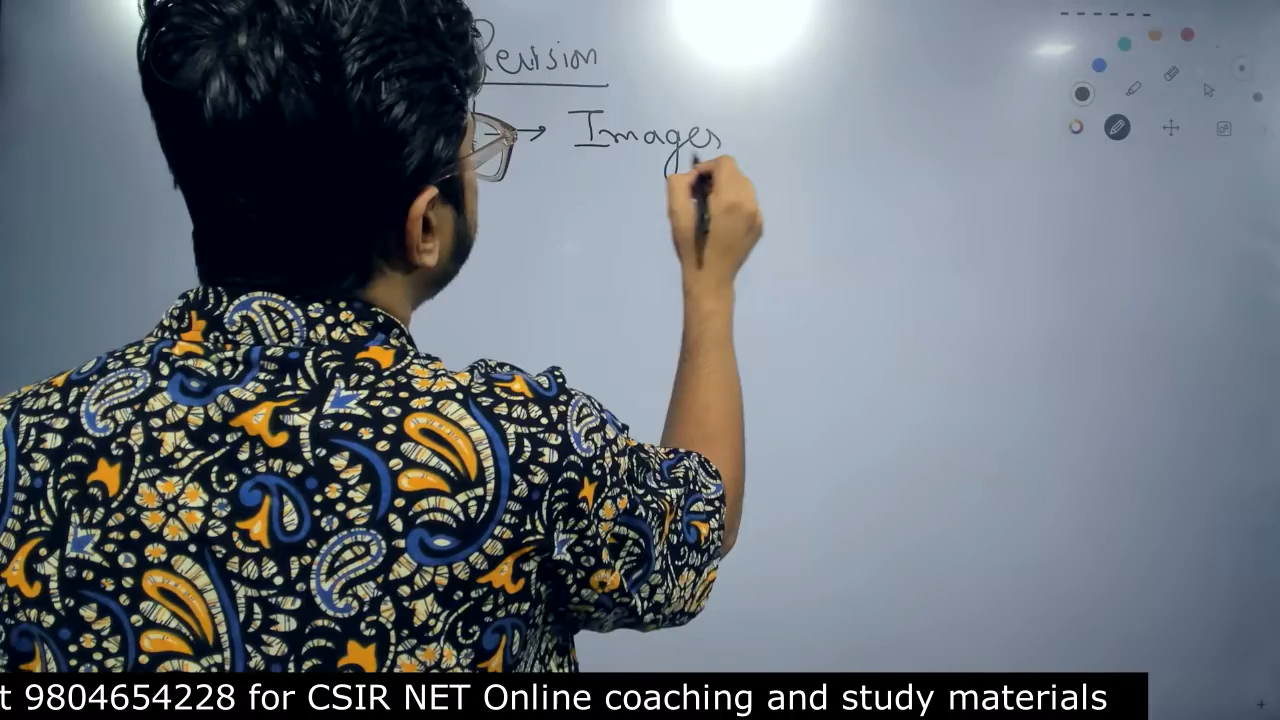 Revision
→ Images
t 9804654228 for CSIR NET Online coaching and study materials